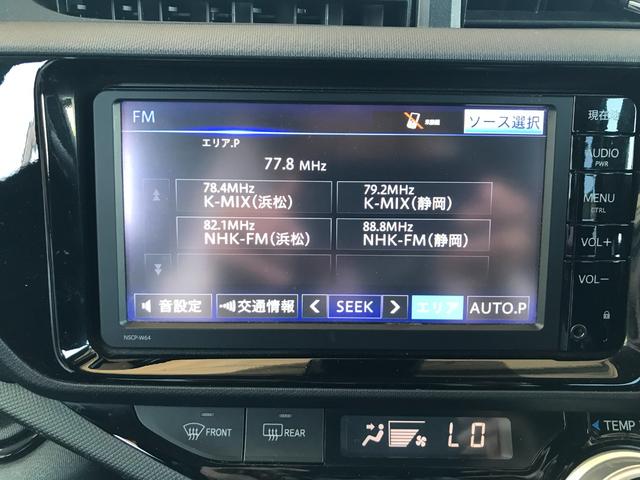 FM
ソース選択
エリア.P
77.8 MHz
78.4MHz
K-MIX(浜松)
79.2MHz
K-MIX(静岡)
82.1MHz
NHK-FM(浜松)
88.8MHz
NHK-FM(静岡)
音設定
交通情報
SEEK
エリア
AUTO.P
NSCP-W64
AUDIO
PWR
MENU
CTRL
VOL+
VOL−
FRONT
REAR
LO
TEMP